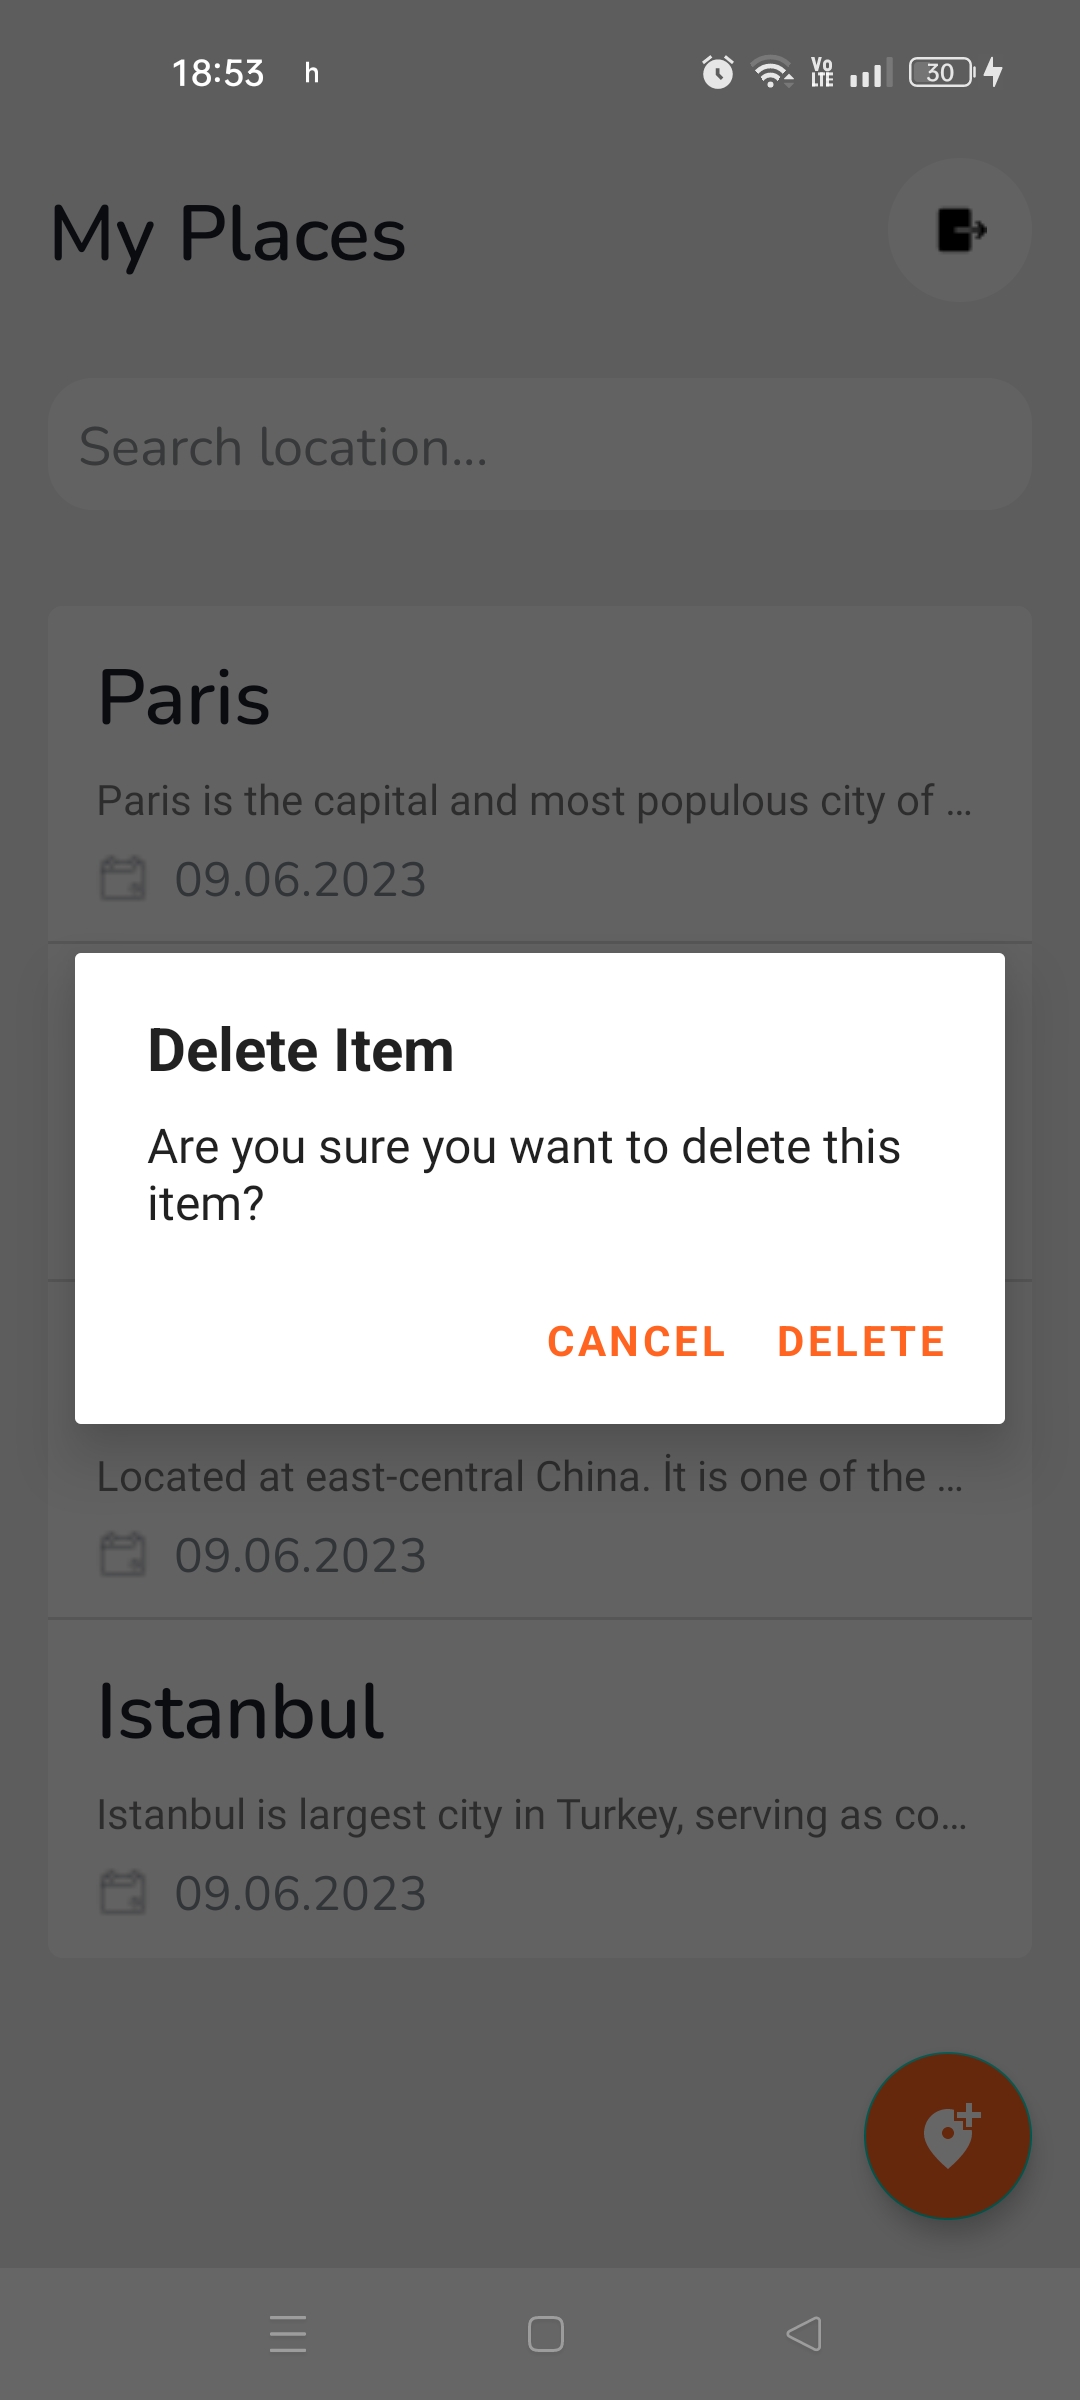 18:53 h Vo LTE 30
My Places
Search location...
Paris
Paris is the capital and most populous city of ...
09.06.2023
Delete Item
Are you sure you want to delete this
item?
CANCEL DELETE
Located at east-central China. İt is one of the ...
09.06.2023
Istanbul
Istanbul is largest city in Turkey, serving as co...
09.06.2023